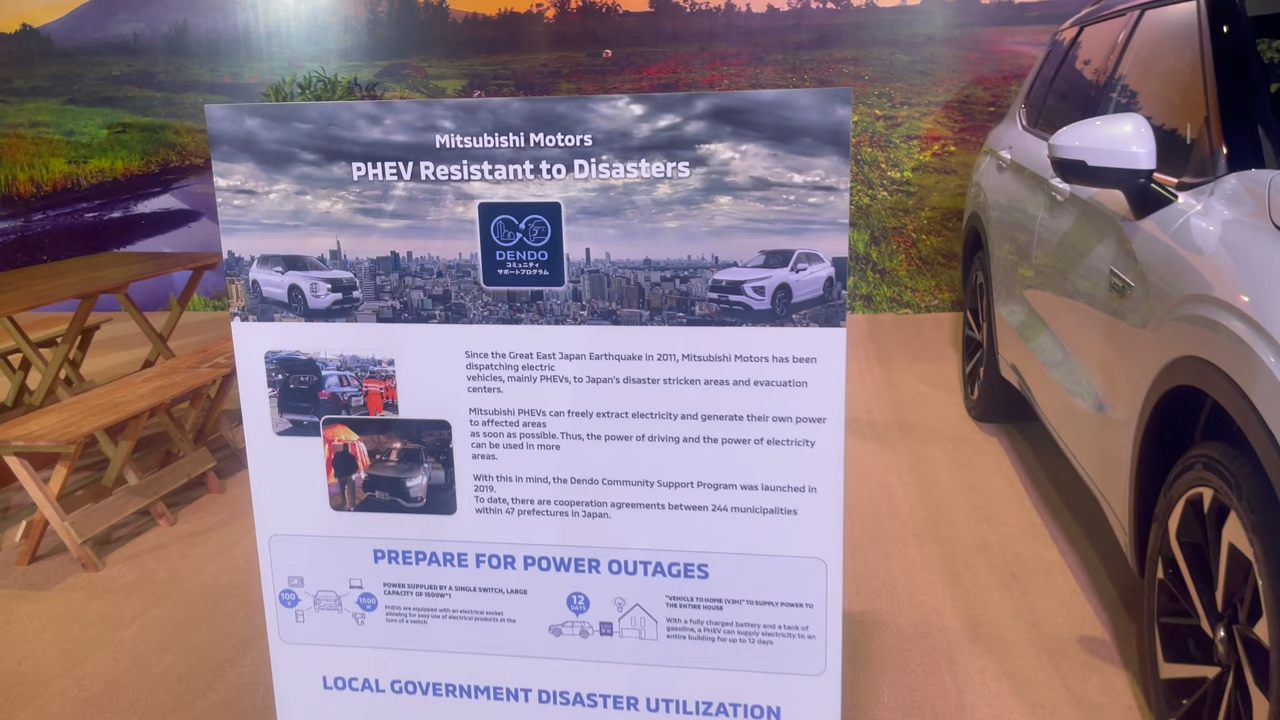 Mitsubishi Motors
PHEV Resistant to Disasters
DENDO
コミュニティ
サポートプログラム
Since the Great East Japan Earthquake in 2011, Mitsubishi Motors has been
dispatching electric
vehicles, mainly PHEVs, to Japan's disaster stricken areas and evacuation
centers.
Mitsubishi PHEVs can freely extract electricity and generate their own power
to affected areas
as soon as possible. Thus, the power of driving and the power of electricity
can be used in more
areas.
With this in mind, the Dendo Community Support Program was launched in
2019.
To date, there are cooperation agreements between 244 municipalities
within 47 prefectures in Japan.
PREPARE FOR POWER OUTAGES
100
V
1500
W
POWER SUPPLIED BY A SINGLE SWITCH, LARGE
CAPACITY OF 1500W*1
PHEVs are equipped with an electrical socket
allowing for easy use of electrical products at the
turn of a switch
12
DAYS
"VEHICLE TO HOME (V2H)" TO SUPPLY POWER TO
THE ENTIRE HOUSE
With a fully charged battery and a tank of
gasoline, a PHEV can supply electricity to an
entire building for up to 12 days
LOCAL GOVERNMENT DISASTER UTILIZATION